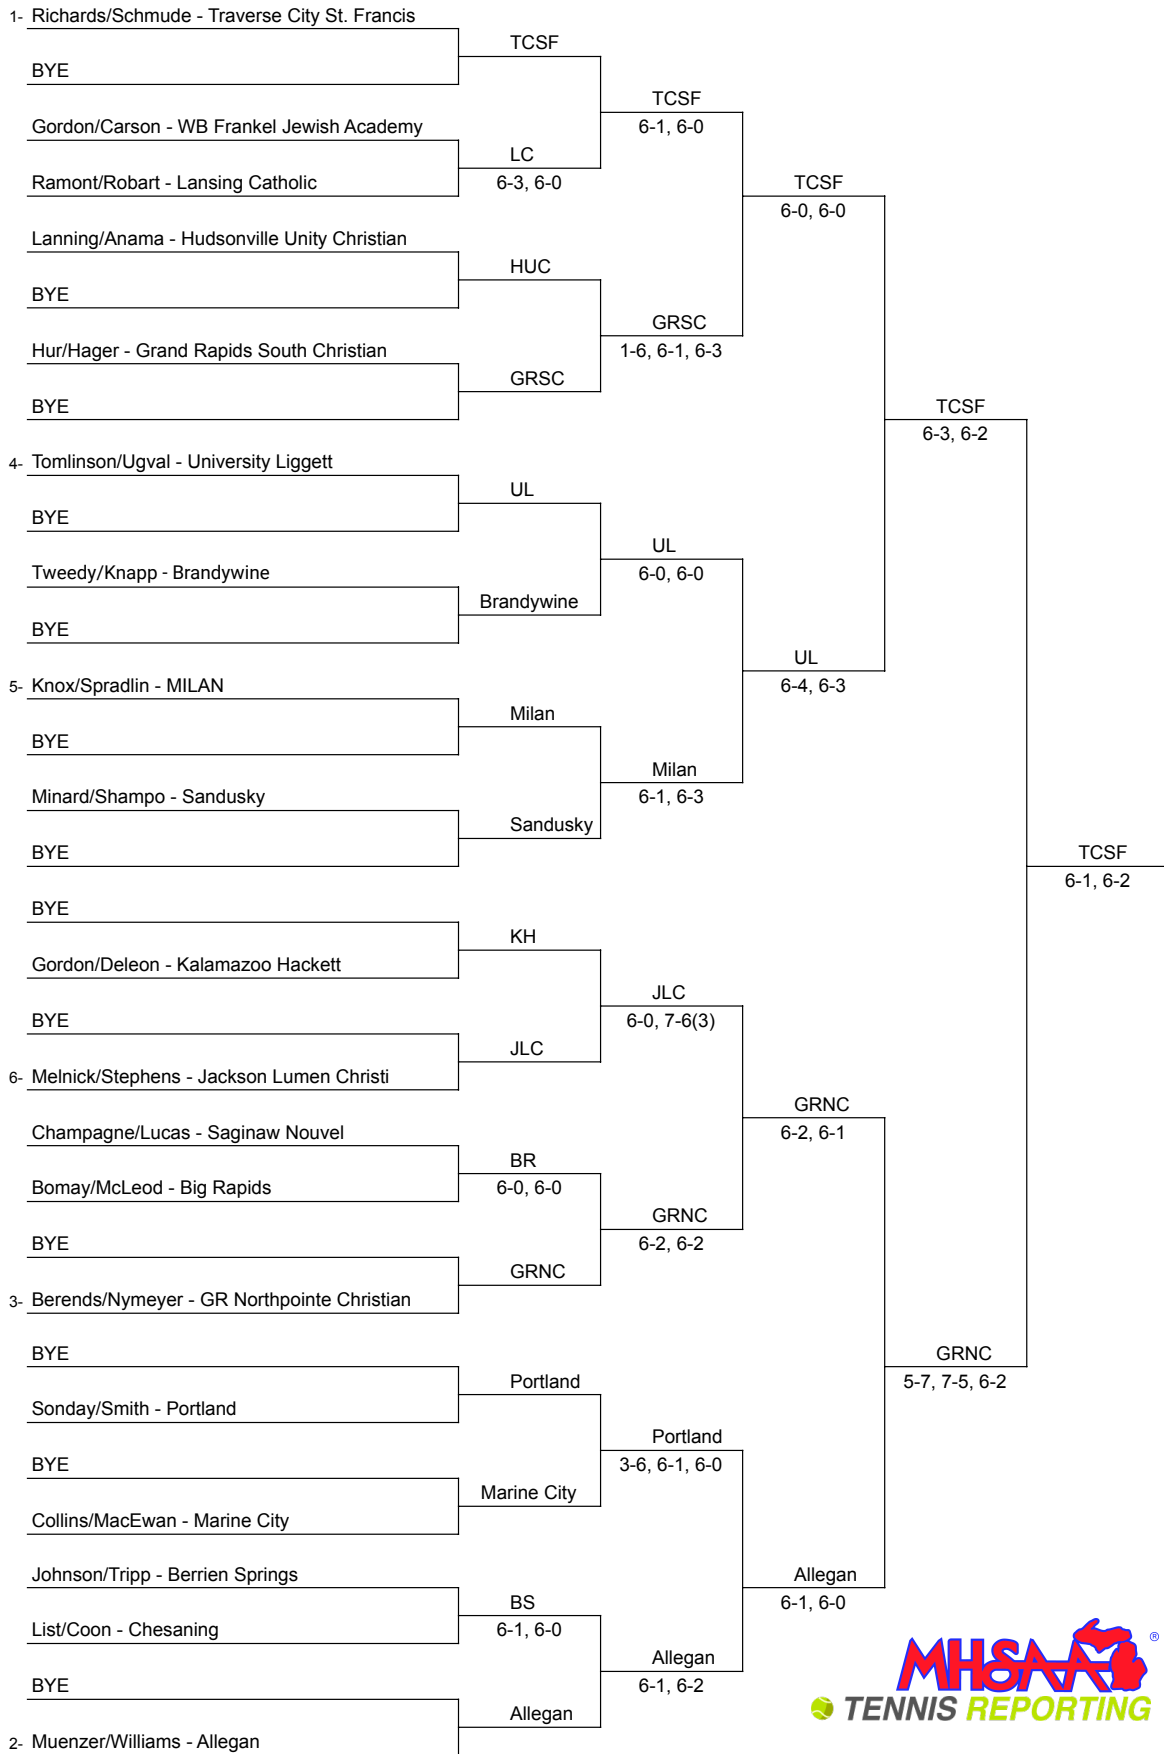 1- Richards/Schmude - Traverse City St. Francis
TCSF
BYE
TCSF
6-1, 6-0
Gordon/Carson - WB Frankel Jewish Academy
LC
6-3, 6-0
Ramont/Robart - Lansing Catholic
TCSF
6-0, 6-0
Lanning/Anama - Hudsonville Unity Christian
HUC
BYE
GRSC
1-6, 6-1, 6-3
Hur/Hager - Grand Rapids South Christian
GRSC
BYE
TCSF
6-3, 6-2
4- Tomlinson/Ugval - University Liggett
UL
BYE
UL
6-0, 6-0
Tweedy/Knapp - Brandywine
Brandywine
BYE
UL
6-4, 6-3
5- Knox/Spradlin - MILAN
Milan
BYE
Milan
6-1, 6-3
Minard/Shampo - Sandusky
Sandusky
BYE
TCSF
6-1, 6-2
BYE
KH
Gordon/Deleon - Kalamazoo Hackett
JLC
6-0, 7-6(3)
BYE
JLC
6- Melnick/Stephens - Jackson Lumen Christi
GRNC
6-2, 6-1
Champagne/Lucas - Saginaw Nouvel
BR
6-0, 6-0
Bomay/McLeod - Big Rapids
GRNC
6-2, 6-2
BYE
GRNC
3- Berends/Nymeyer - GR Northpointe Christian
BYE
GRNC
5-7, 7-5, 6-2
Portland
Sonday/Smith - Portland
Portland
3-6, 6-1, 6-0
BYE
Marine City
Collins/MacEwan - Marine City
Johnson/Tripp - Berrien Springs
Allegan
6-1, 6-0
BS
6-1, 6-0
List/Coon - Chesaning
Allegan
6-1, 6-2
BYE
Allegan
2- Muenzer/Williams - Allegan
MHSAA ®
TENNIS REPORTING